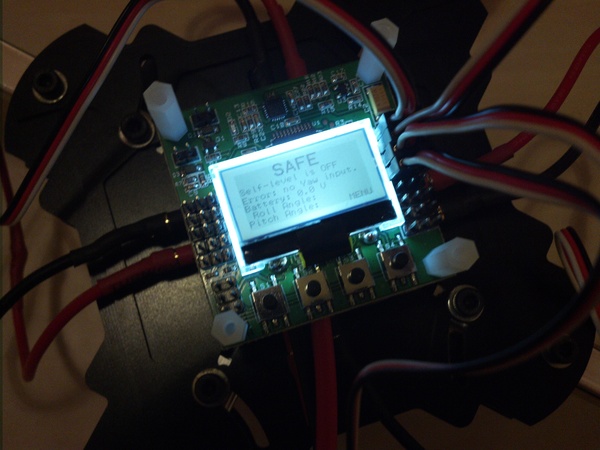 SAFE
Self-level is OFF
Error: no Yaw input.
Battery: 0.0 V
Roll Angle:
Pitch Angle:
MENU